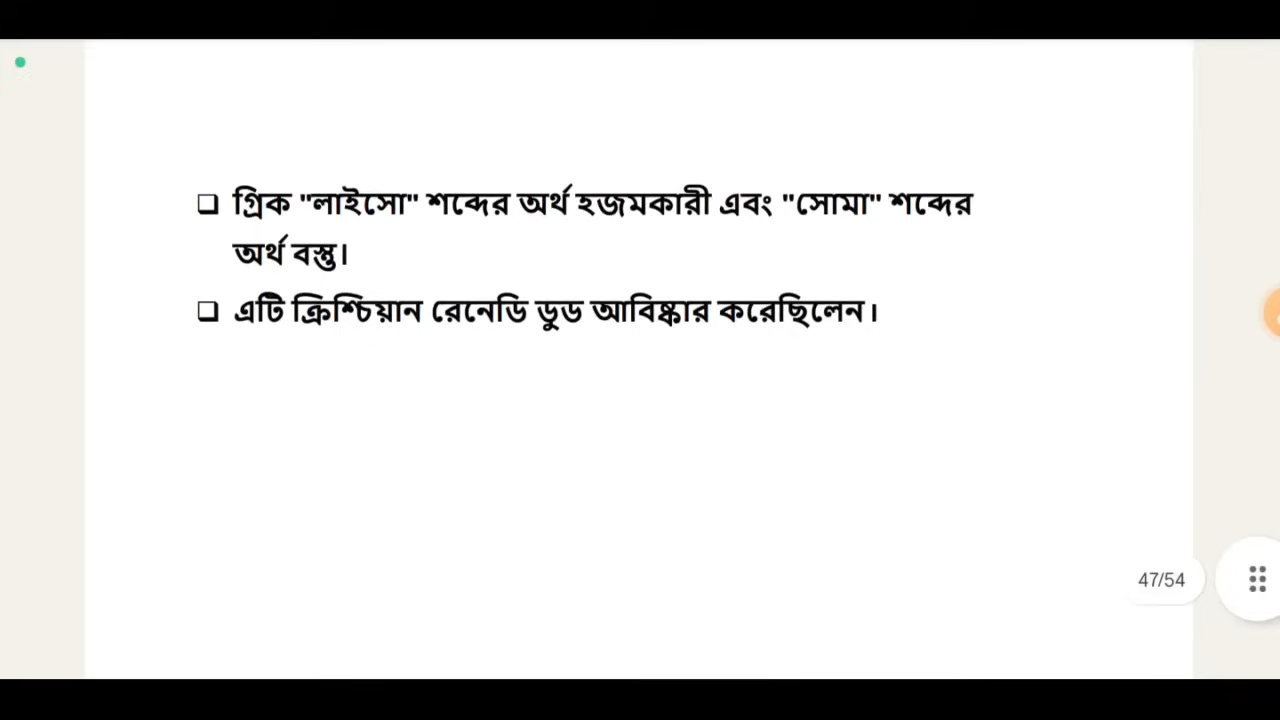 ❑ গ্রিক "লাইসো" শব্দের অর্থ হজমকারী এবং "সোমা" শব্দের
অর্থ বস্তু।
❑ এটি ক্রিশ্চিয়ান রেনেডি ডুড আবিষ্কার করেছিলেন।
47/54